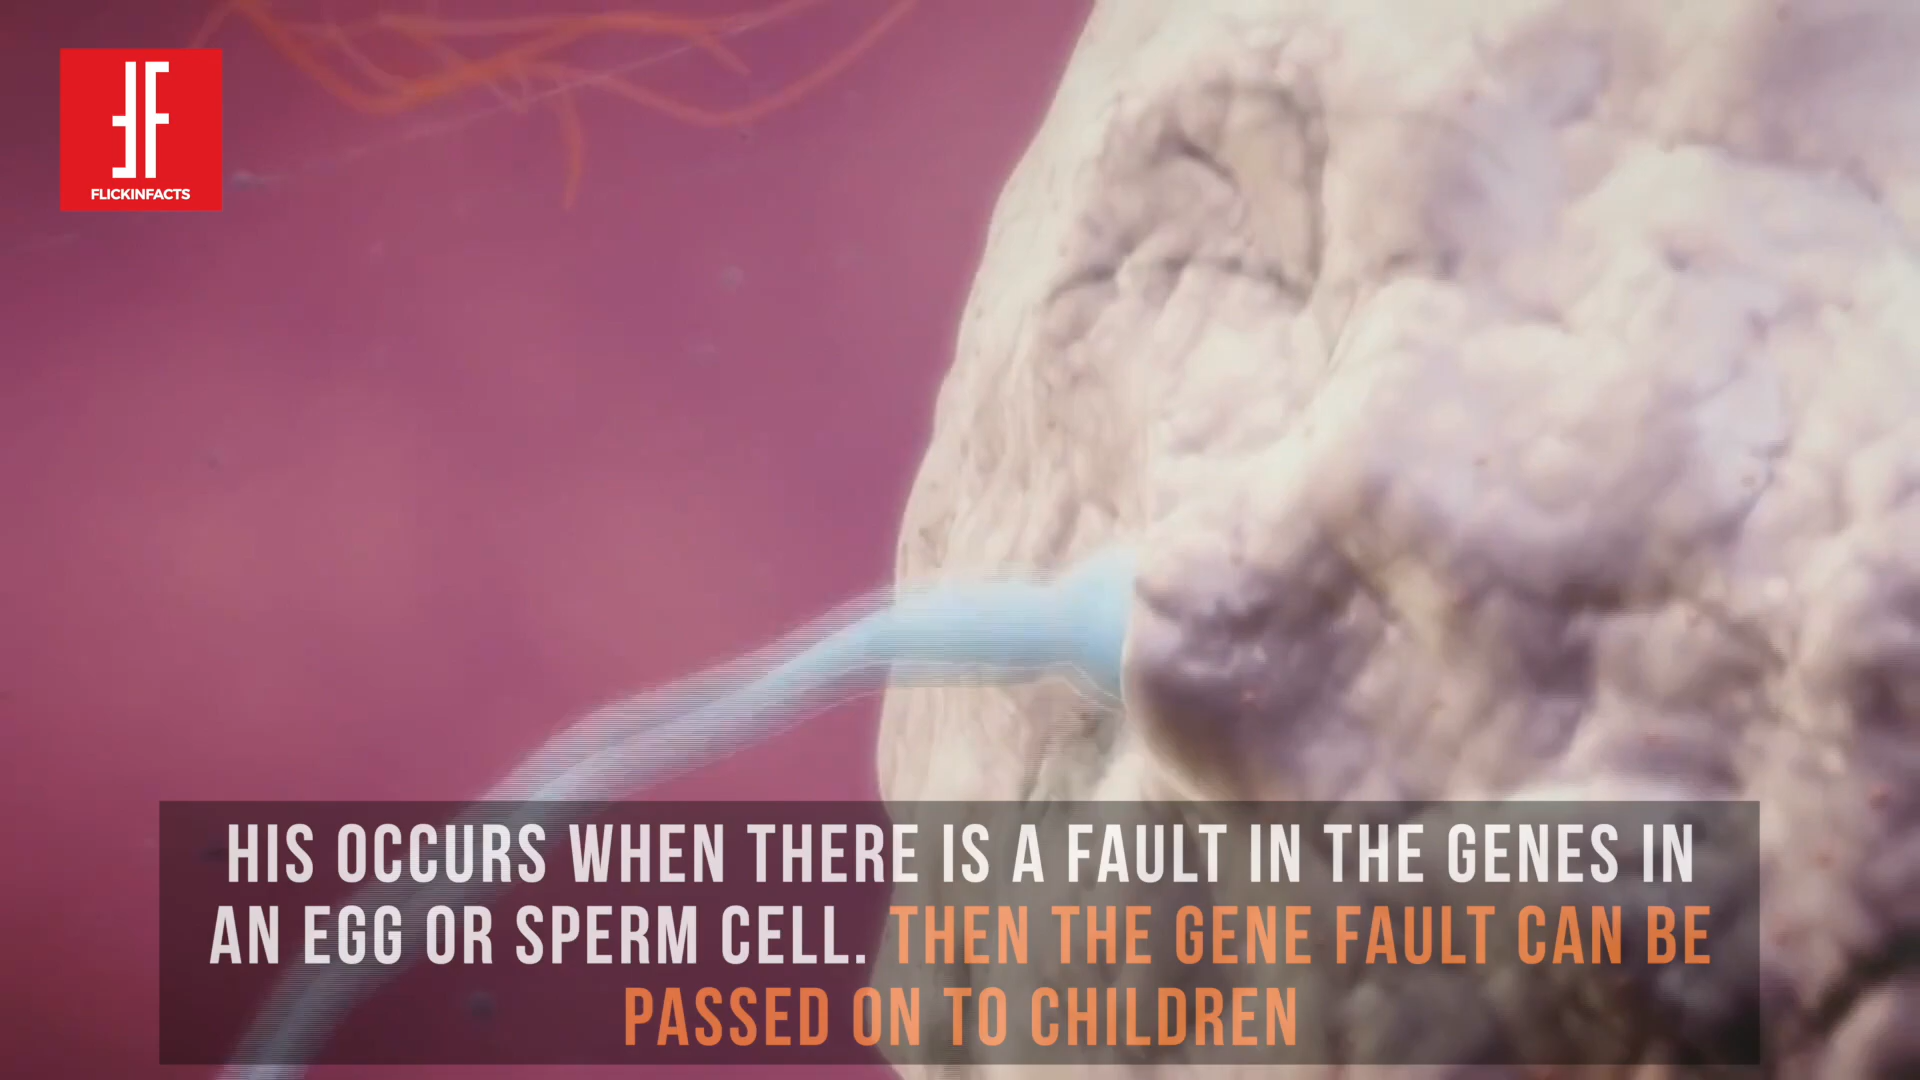 FLICKINFACTS
HIS OCCURS WHEN THERE IS A FAULT IN THE GENES IN
AN EGG OR SPERM CELL. THEN THE GENE FAULT CAN BE
PASSED ON TO CHILDREN